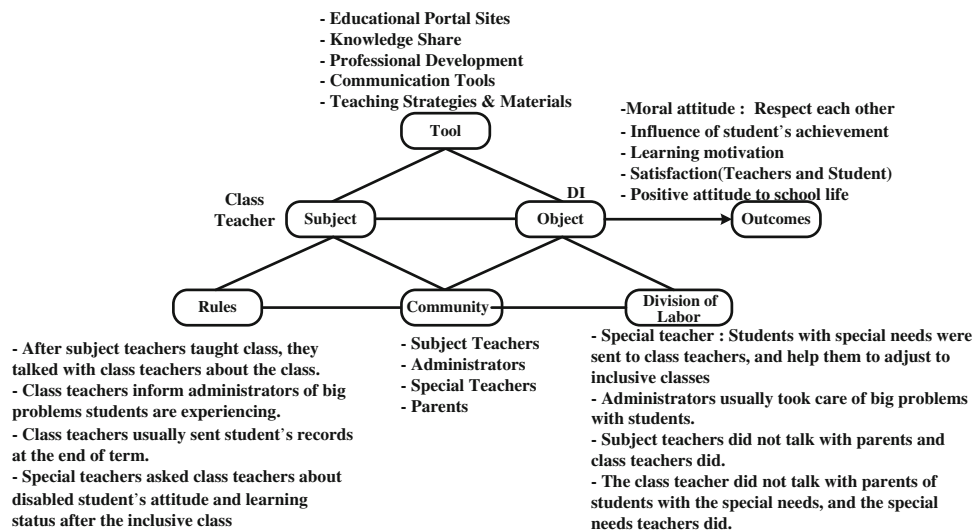 - Educational Portal Sites
- Knowledge Share
- Professional Development
- Communication Tools
- Teaching Strategies & Materials
Tool
-Moral attitude : Respect each other
- Influence of student's achievement
- Learning motivation
- Satisfaction(Teachers and Student)
- Positive attitude to school life
Class
Teacher
Subject
DI
Object
Outcomes
Rules
Community
Division of
Labor
- After subject teachers taught class, they
talked with class teachers about the class.
- Class teachers inform administrators of big
problems students are experiencing.
- Class teachers usually sent student's records
at the end of term.
- Special teachers asked class teachers about
disabled student's attitude and learning
status after the inclusive class
- Subject Teachers
- Administrators
- Special Teachers
- Parents
- Special teacher : Students with special needs were
sent to class teachers, and help them to adjust to
inclusive classes
- Administrators usually took care of big problems
with students.
- Subject teachers did not talk with parents and
class teachers did.
- The class teacher did not talk with parents of
students with the special needs, and the special
needs teachers did.